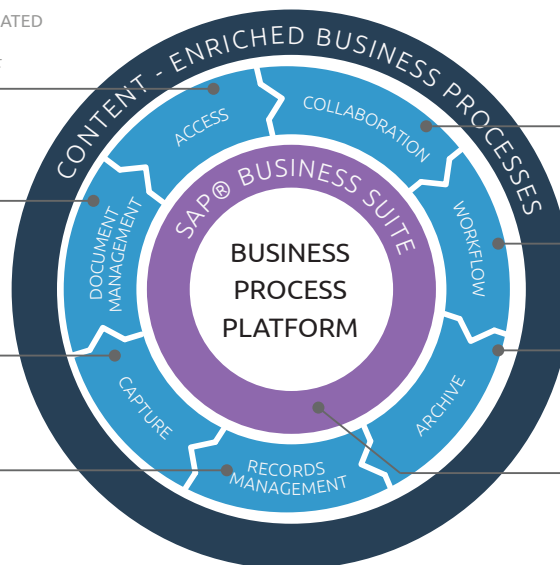 ATED
CONTENT - ENRICHED BUSINESS PROCESSES
ACCESS
COLLABORATION
WORKFLOW
ARCHIVE
RECORDS
MANAGEMENT
CAPTURE
DOCUMENT
MANAGEMENT
SAP® BUSINESS SUITE
BUSINESS
PROCESS
PLATFORM